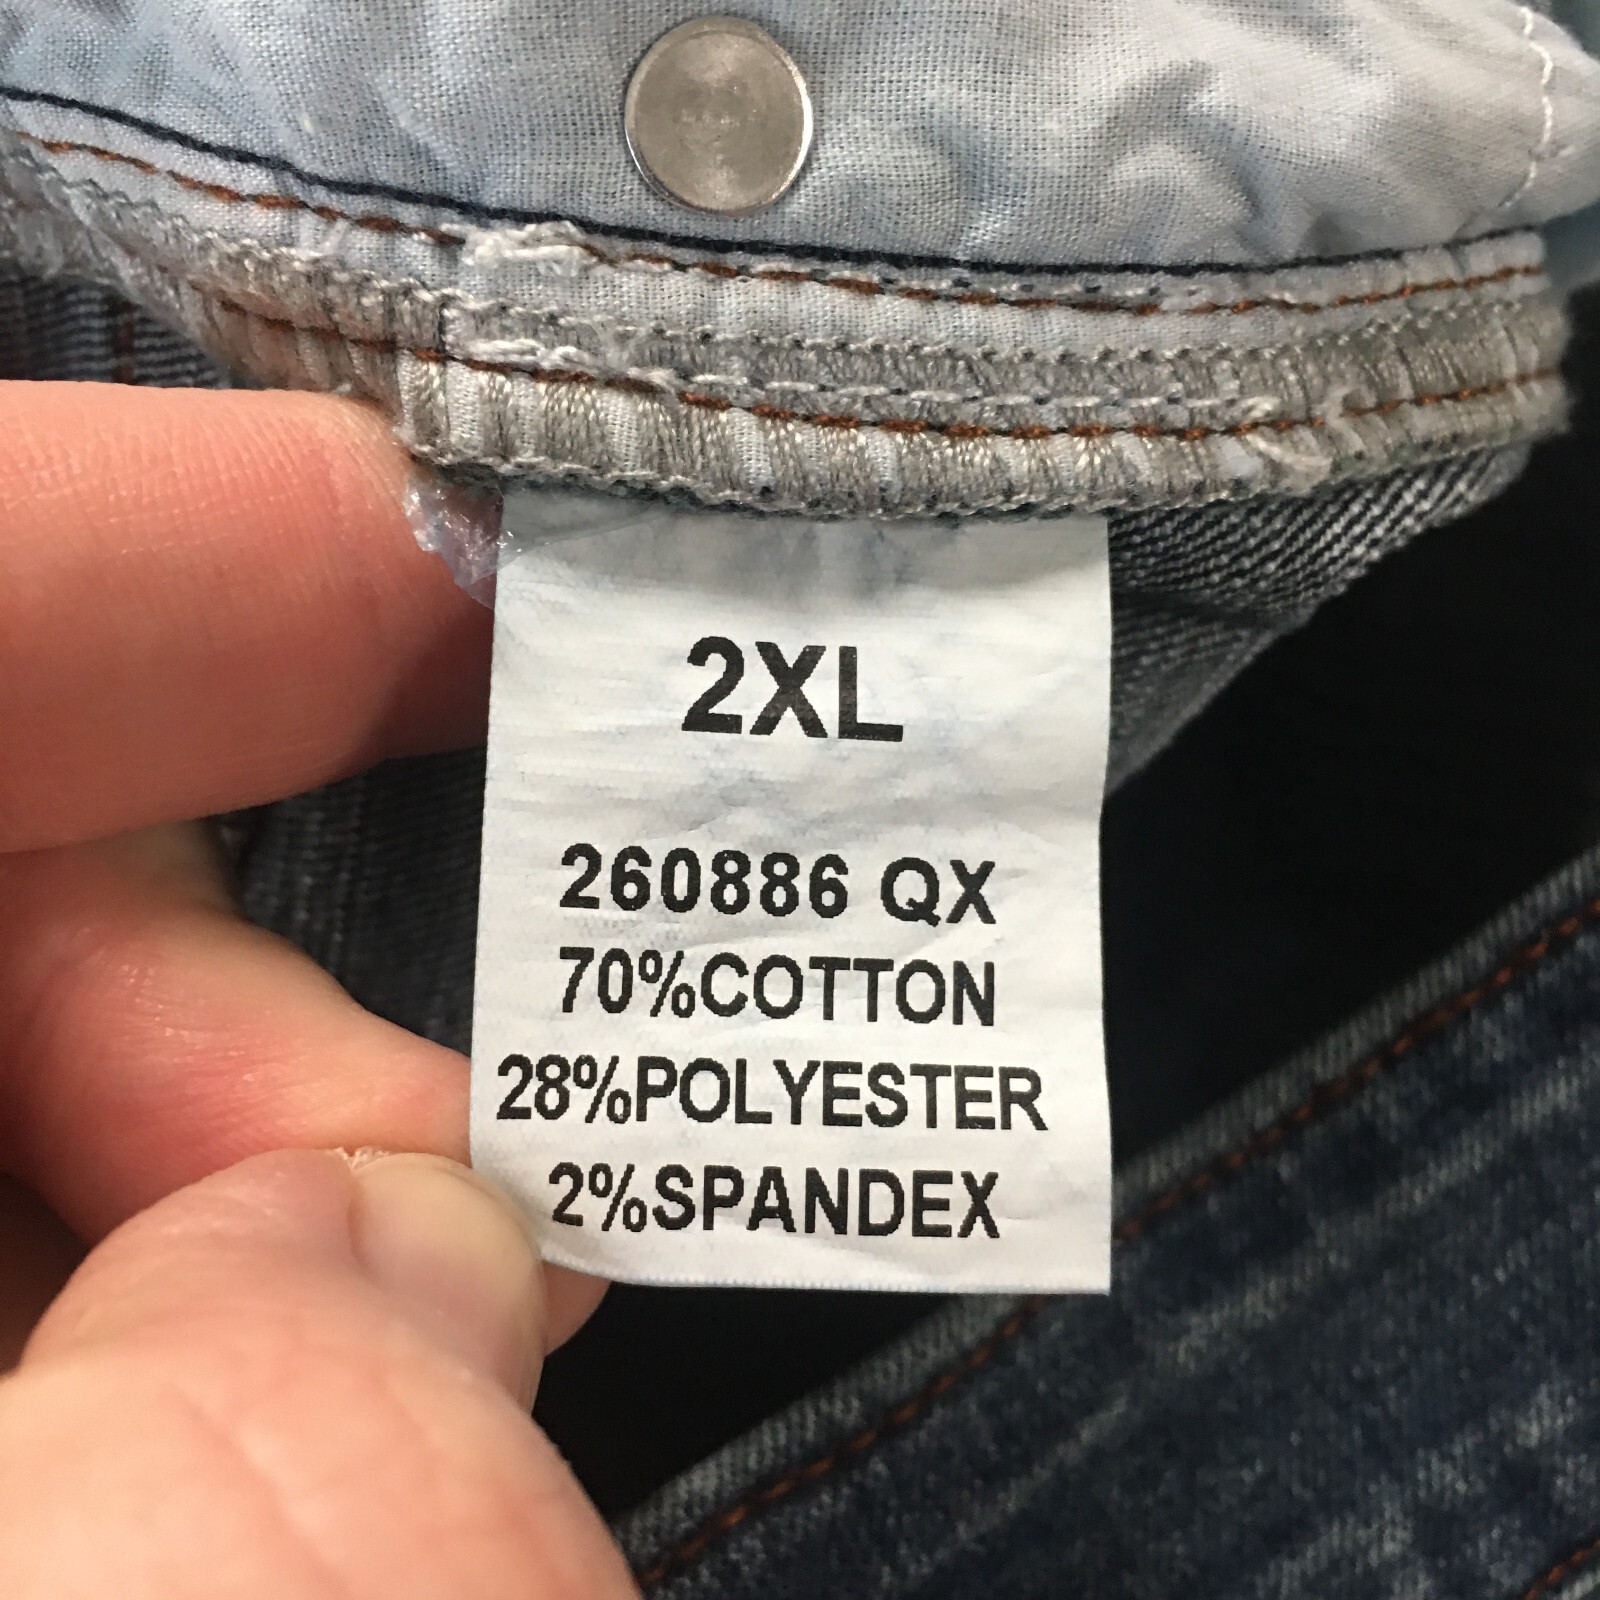 2XL
260886 QX
70%COTTON
28%POLYESTER
2%SPANDEX